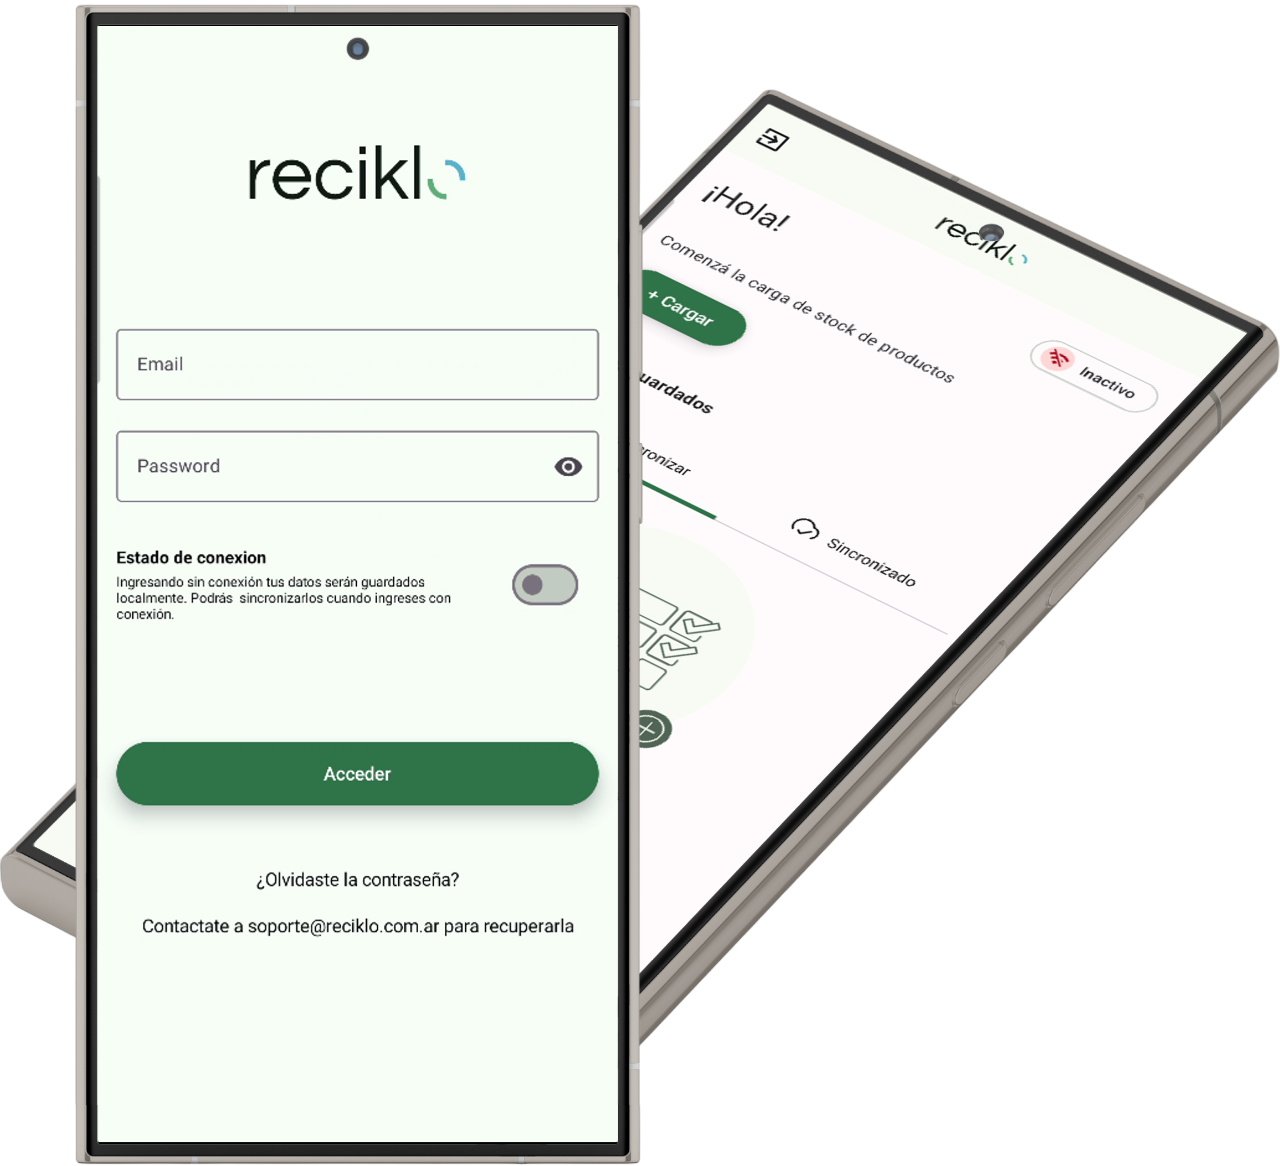 reciklo
Email
Password
Estado de conexion
Ingresando sin conexión tus datos serán guardados
localmente. Podrás sincronizarlos cuando ingreses con
conexión.
Acceder
¿Olvidaste la contraseña?
Contactate a soporte@reciklo.com.ar para recuperarla
reciklo
¡Hola!
Comenzá la carga de stock de productos
+ Cargar
Inactivo
uardados
ronizar
Sincronizado